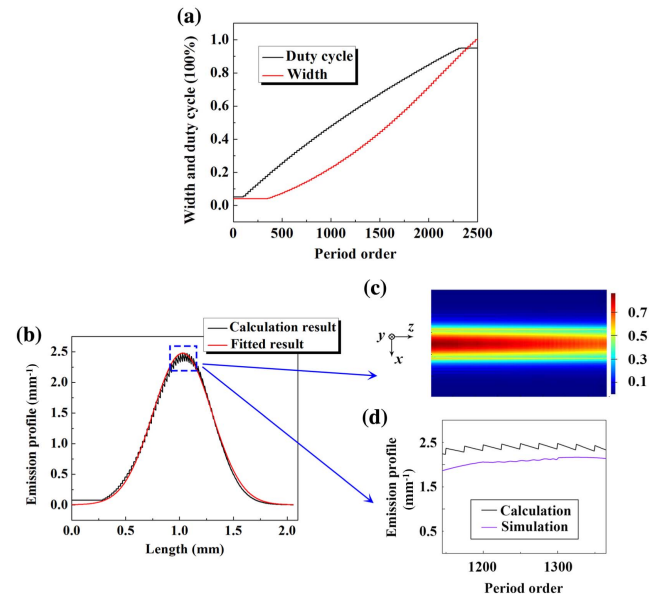 (a)
Width and duty cycle (100%)
1.0
0.8
0.6
0.4
0.2
0.0
Duty cycle
Width
0
500
1000
1500
2000
2500
Period order
(b)
Emission profile (mm⁻¹)
2.5
2.0
1.5
1.0
0.5
0.0
Calculation result
Fitted result
0.0
0.5
1.0
1.5
2.0
Length (mm)
(c)
y
z
x
0.7
0.5
0.3
0.1
(d)
Emission profile
(mm⁻¹)
2.5
1.5
0.5
Calculation
Simulation
1200
1300
Period order